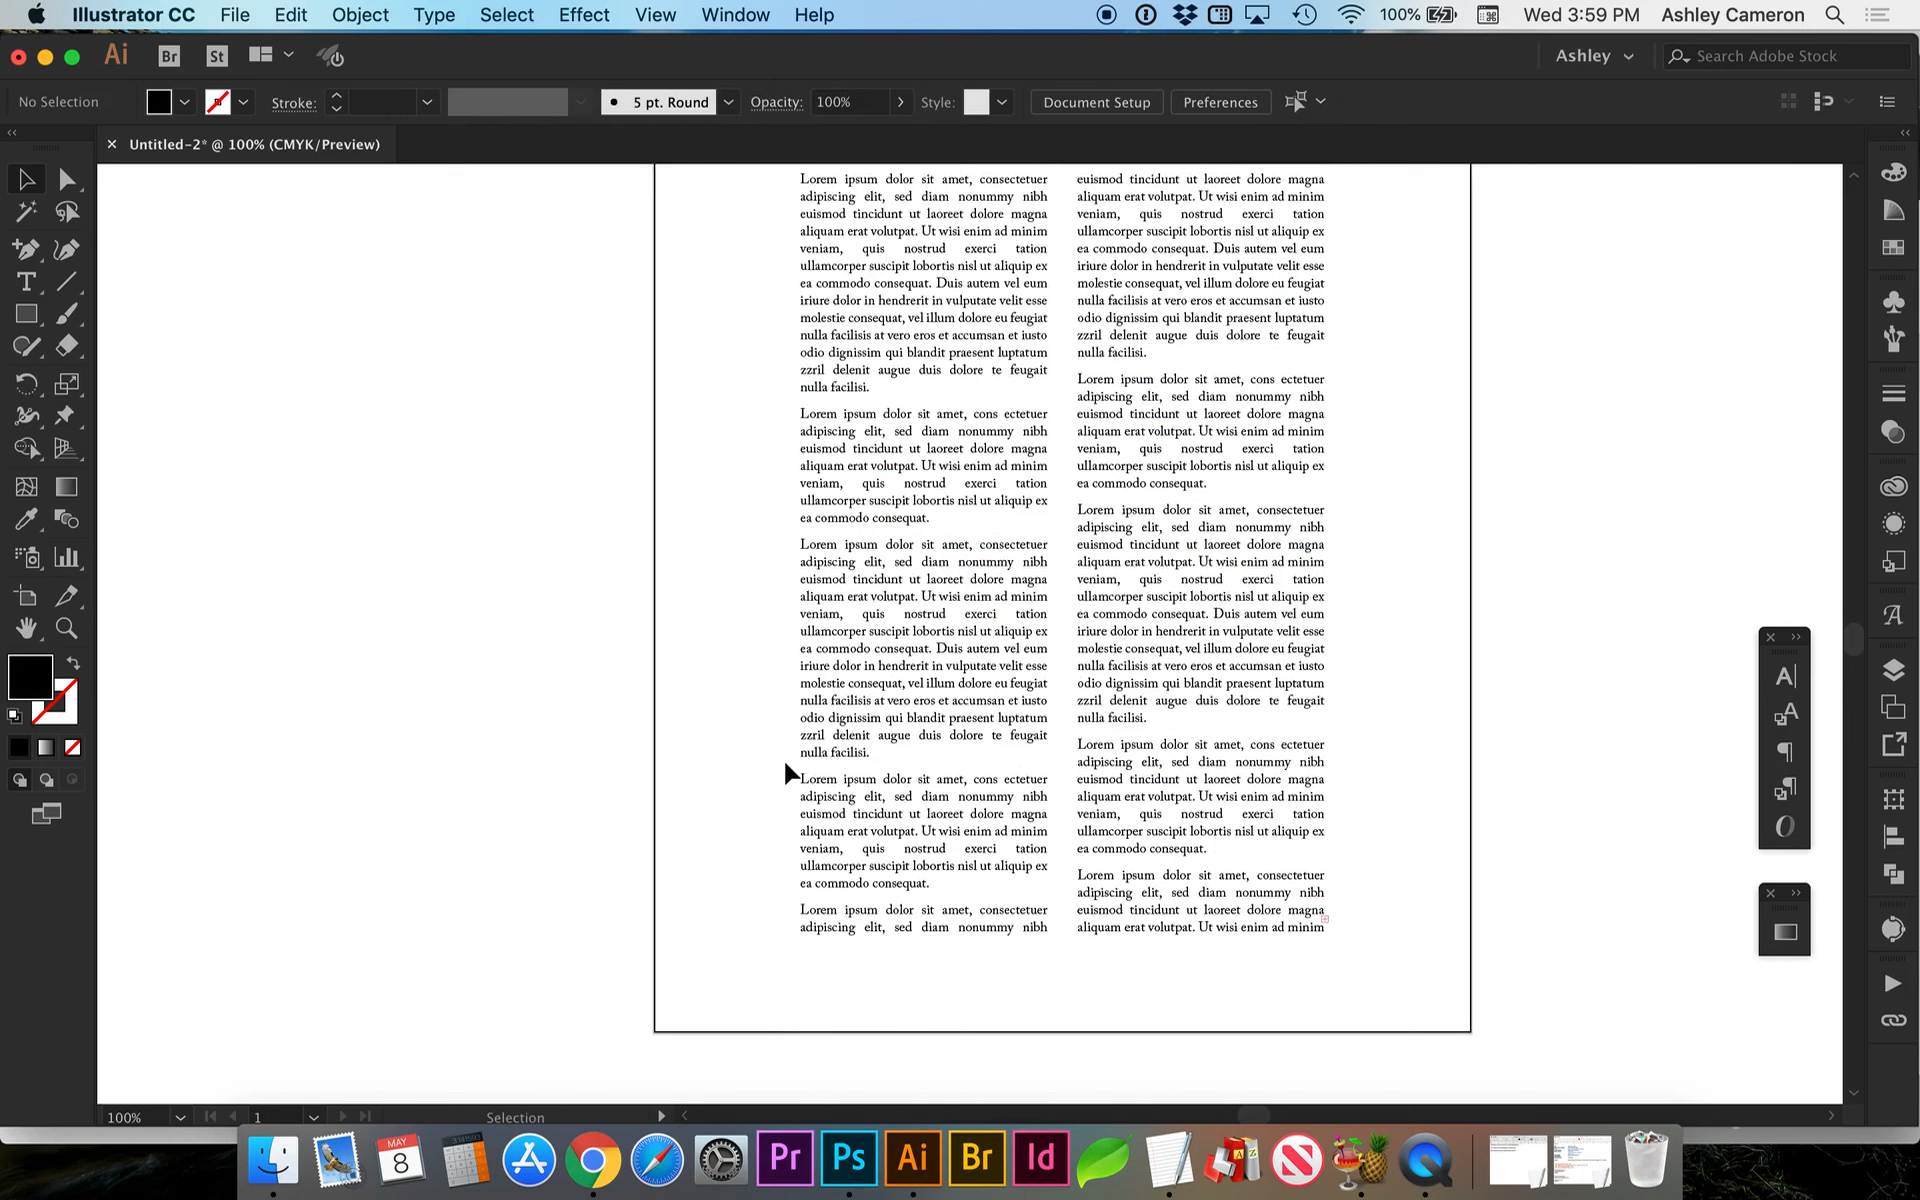 Illustrator CC File Edit Object Type Select Effect View Window Help 100% Wed 3:59 PM Ashley Cameron
Ai Br St Ashley Search Adobe Stock
No Selection Stroke: 5 pt. Round Opacity: 100% Style: Document Setup Preferences
× Untitled-2* @ 100% (CMYK/Preview)
Lorem ipsum dolor sit amet, consectetuer
adipiscing elit, sed diam nonummy nibh
euismod tincidunt ut laoreet dolore magna
aliquam erat volutpat. Ut wisi enim ad minim
veniam, quis nostrud exerci tation
ullamcorper suscipit lobortis nisl ut aliquip ex
ea commodo consequat. Duis autem vel eum
iriure dolor in hendrerit in vulputate velit esse
molestie consequat, vel illum dolore eu feugiat
nulla facilisis at vero eros et accumsan et iusto
odio dignissim qui blandit praesent luptatum
zzril delenit augue duis dolore te feugait
nulla facilisi.
Lorem ipsum dolor sit amet, cons ectetuer
adipiscing elit, sed diam nonummy nibh
euismod tincidunt ut laoreet dolore magna
aliquam erat volutpat. Ut wisi enim ad minim
veniam, quis nostrud exerci tation
ullamcorper suscipit lobortis nisl ut aliquip ex
ea commodo consequat.
Lorem ipsum dolor sit amet, consectetuer
adipiscing elit, sed diam nonummy nibh
euismod tincidunt ut laoreet dolore magna
aliquam erat volutpat. Ut wisi enim ad minim
veniam, quis nostrud exerci tation
ullamcorper suscipit lobortis nisl ut aliquip ex
ea commodo consequat. Duis autem vel eum
iriure dolor in hendrerit in vulputate velit esse
molestie consequat, vel illum dolore eu feugiat
nulla facilisis at vero eros et accumsan et iusto
odio dignissim qui blandit praesent luptatum
zzril delenit augue duis dolore te feugait
nulla facilisi.
Lorem ipsum dolor sit amet, cons ectetuer
adipiscing elit, sed diam nonummy nibh
euismod tincidunt ut laoreet dolore magna
aliquam erat volutpat. Ut wisi enim ad minim
veniam, quis nostrud exerci tation
ullamcorper suscipit lobortis nisl ut aliquip ex
ea commodo consequat.
Lorem ipsum dolor sit amet, consectetuer
adipiscing elit, sed diam nonummy nibh
euismod tincidunt ut laoreet dolore magna
aliquam erat volutpat. Ut wisi enim ad minim
veniam, quis nostrud exerci tation
ullamcorper suscipit lobortis nisl ut aliquip ex
ea commodo consequat. Duis autem vel eum
iriure dolor in hendrerit in vulputate velit esse
molestie consequat, vel illum dolore eu feugiat
nulla facilisis at vero eros et accumsan et iusto
odio dignissim qui blandit praesent luptatum
zzril delenit augue duis dolore te feugait
nulla facilisi.
Lorem ipsum dolor sit amet, cons ectetuer
adipiscing elit, sed diam nonummy nibh
euismod tincidunt ut laoreet dolore magna
aliquam erat volutpat. Ut wisi enim ad minim
veniam, quis nostrud exerci tation
ullamcorper suscipit lobortis nisl ut aliquip ex
ea commodo consequat.
Lorem ipsum dolor sit amet, consectetuer
adipiscing elit, sed diam nonummy nibh
euismod tincidunt ut laoreet dolore magna
aliquam erat volutpat. Ut wisi enim ad minim
veniam, quis nostrud exerci tation
ullamcorper suscipit lobortis nisl ut aliquip ex
ea commodo consequat. Duis autem vel eum
iriure dolor in hendrerit in vulputate velit esse
molestie consequat, vel illum dolore eu feugiat
nulla facilisis at vero eros et accumsan et iusto
odio dignissim qui blandit praesent luptatum
zzril delenit augue duis dolore te feugait
nulla facilisi.
Lorem ipsum dolor sit amet, cons ectetuer
adipiscing elit, sed diam nonummy nibh
euismod tincidunt ut laoreet dolore magna
aliquam erat volutpat. Ut wisi enim ad minim
veniam, quis nostrud exerci tation
ullamcorper suscipit lobortis nisl ut aliquip ex
ea commodo consequat.
Lorem ipsum dolor sit amet, consectetuer
adipiscing elit, sed diam nonummy nibh
euismod tincidunt ut laoreet dolore magna
aliquam erat volutpat. Ut wisi enim ad minim
100% 1 Selection
MAY
8
Pr Ps Ai Br Id